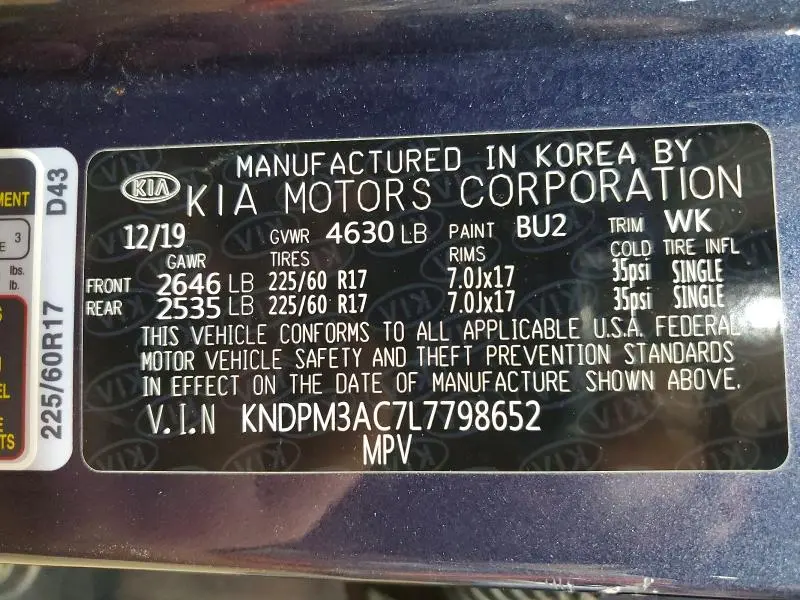 MANUFACTURED IN KOREA BY
KIA KIA MOTORS CORPORATION
12/19 GVWR 4630 LB PAINT BU2 TRIM WK
GAWR TIRES RIMS COLD TIRE INFL
FRONT 2646 LB 225/60 R17 7.0Jx17 35psi SINGLE
REAR 2535 LB 225/60 R17 7.0Jx17 35psi SINGLE
THIS VEHICLE CONFORMS TO ALL APPLICABLE U.S.A. FEDERAL
MOTOR VEHICLE SAFETY AND THEFT PREVENTION STANDARDS
IN EFFECT ON THE DATE OF MANUFACTURE SHOWN ABOVE.
V.I.N KNDPM3AC7L7798652
MPV
225/60R17 D43
3
lbs.
lb.